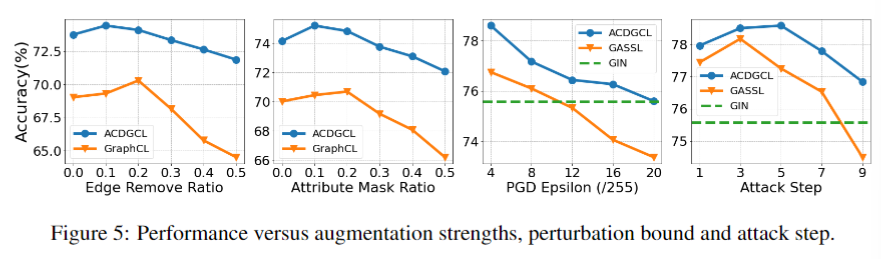 Accuracy(%)
72.5
70.0
67.5
65.0
ACDGCL
GraphCL
0.0 0.1 0.2 0.3 0.4 0.5
Edge Remove Ratio
74
72
70
68
66
ACDGCL
GraphCL
0.0 0.1 0.2 0.3 0.4 0.5
Attribute Mask Ratio
78
76
74
ACDGCL
GASSL
GIN
4 8 12 16 20
PGD Epsilon (/255)
78
77
76
75
ACDGCL
GASSL
GIN
1 3 5 7 9
Attack Step
Figure 5: Performance versus augmentation strengths, perturbation bound and attack step.